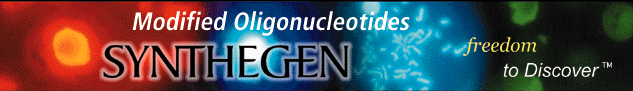 Modified Oligonucleotides
SYNTHEGEN
freedom
to Discover™